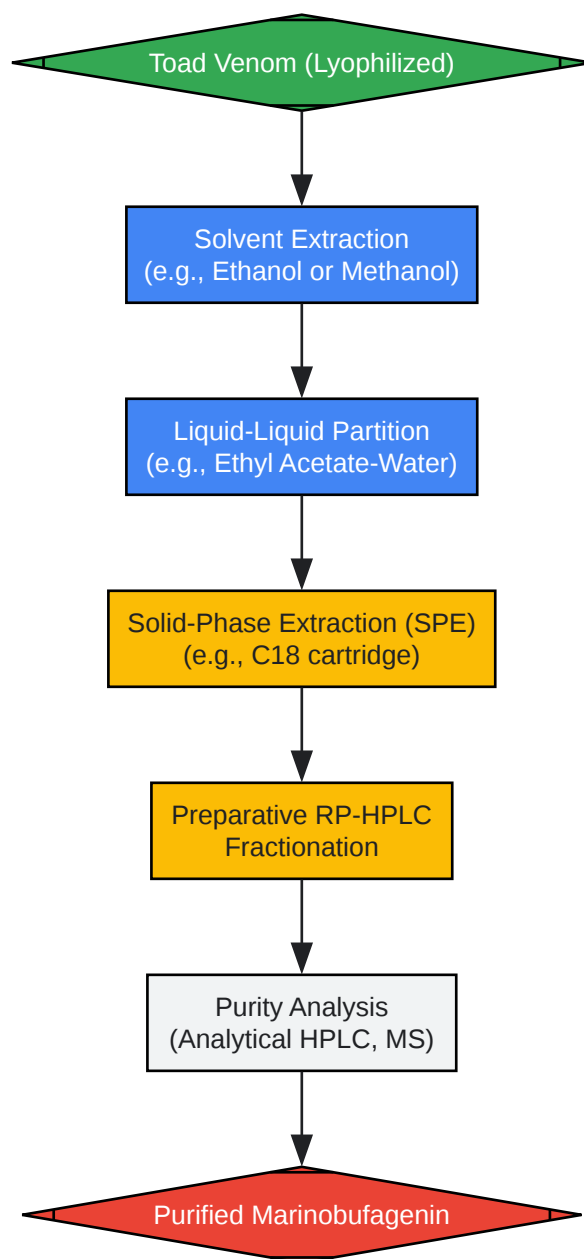 Toad Venom (Lyophilized)
Solvent Extraction
(e.g., Ethanol or Methanol)
Liquid-Liquid Partition
(e.g., Ethyl Acetate-Water)
Solid-Phase Extraction (SPE)
(e.g., C18 cartridge)
Preparative RP-HPLC
Fractionation
Purity Analysis
(Analytical HPLC, MS)
Purified Marinobufagenin